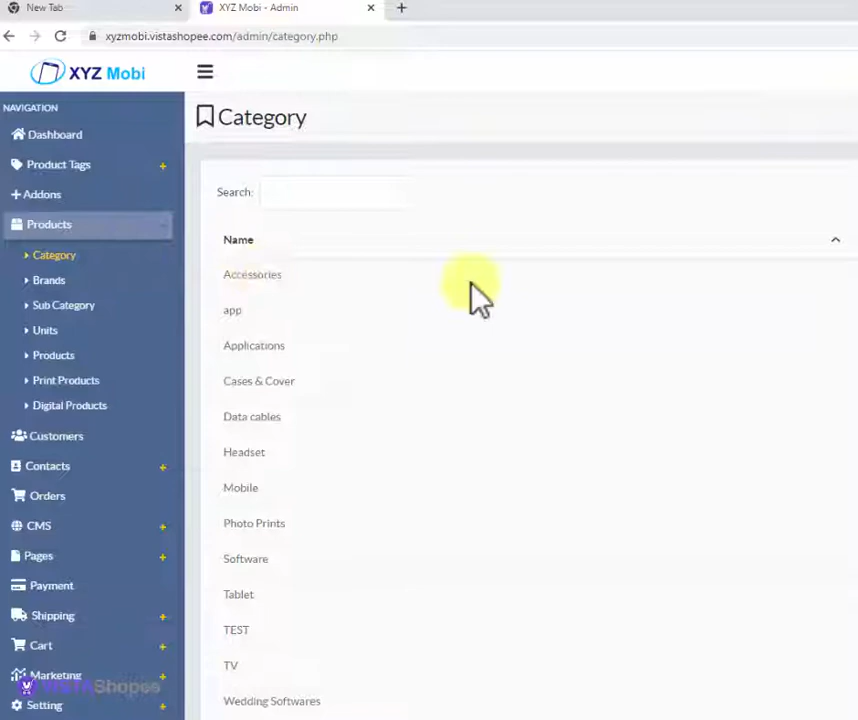 New Tab
XYZ Mobi - Admin
xyzmobi.vistashopee.com/admin/category.php
XYZ Mobi
NAVIGATION
Category
Dashboard
Product Tags
Search:
Addons
Products
Name
Category
Accessories
Brands
Sub Category
app
Units
Applications
Products
Print Products
Cases & Cover
Digital Products
Data cables
Customers
Headset
Contacts
Mobile
Orders
CMS
Photo Prints
Pages
Software
Payment
Tablet
Shipping
TEST
Cart
TV
Marketing
VISTAShopee
Wedding Softwares
Setting